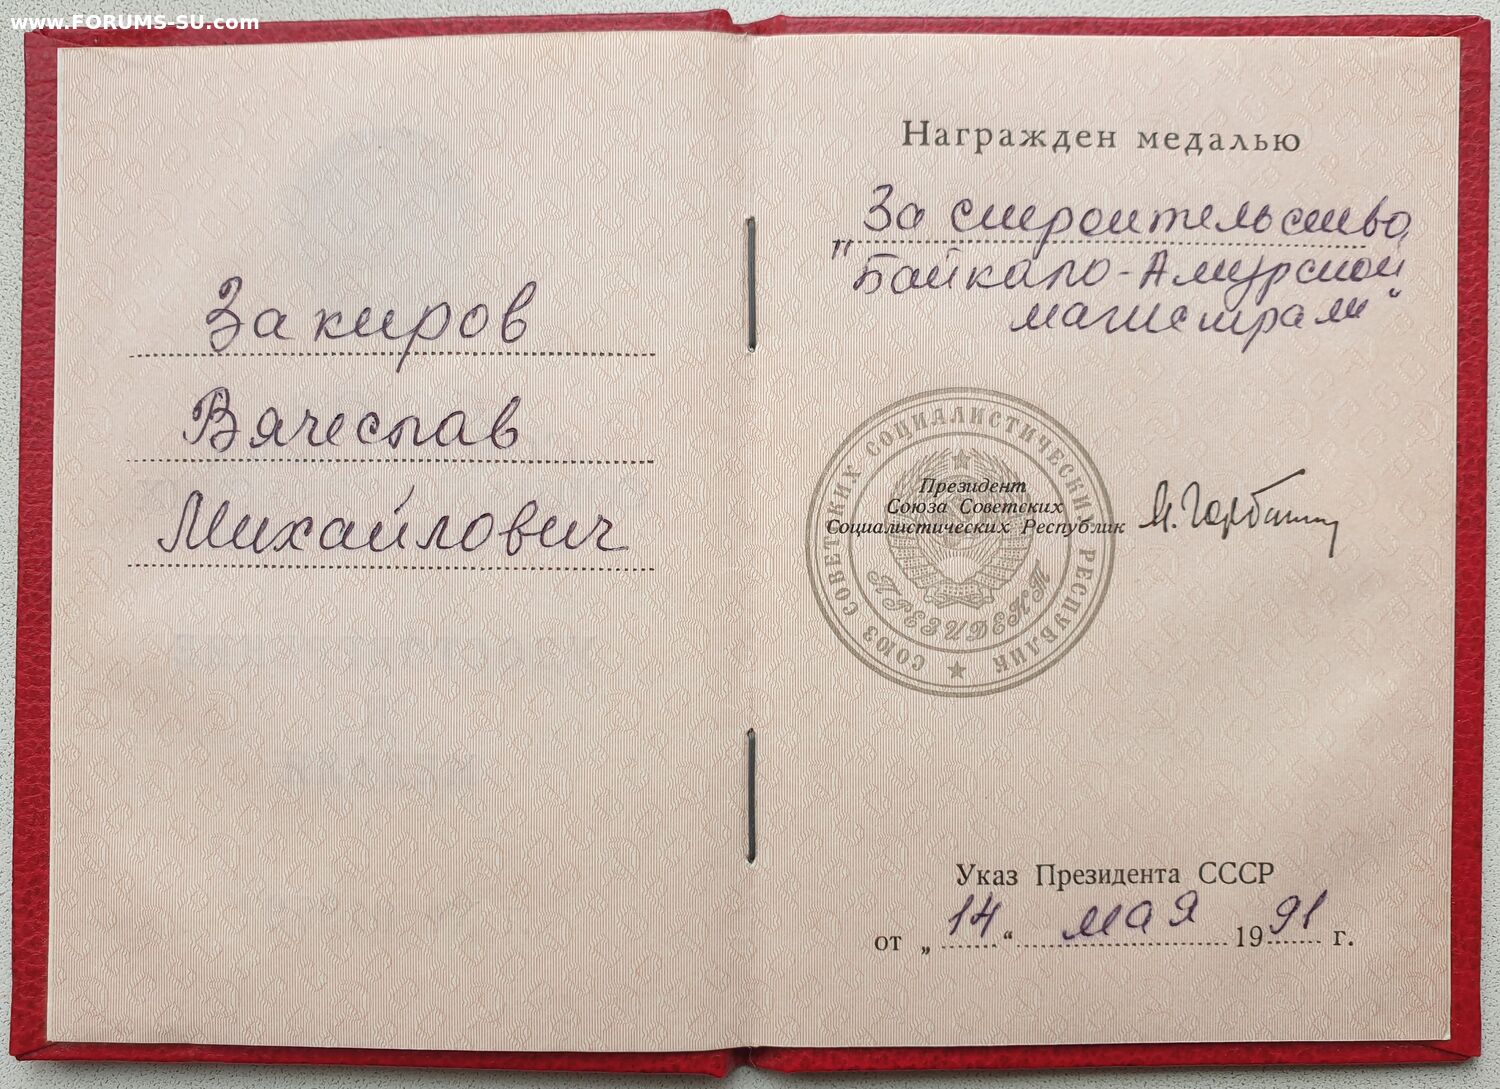 www.FORUMS-SU.com
Закиров
Вячеслав
Михайлович
Награжден медалью
За строительство
"Байкало-Амурской
магистрали"
СОЮЗ СОВЕТСКИХ СОЦИАЛИСТИЧЕСКИХ РЕСПУБЛИК
ПРЕЗИДЕНТ
Президент
Союза Советских
Социалистических Республик
М. Горбачев
Указ Президента СССР
от „14“ мая 1991 г.